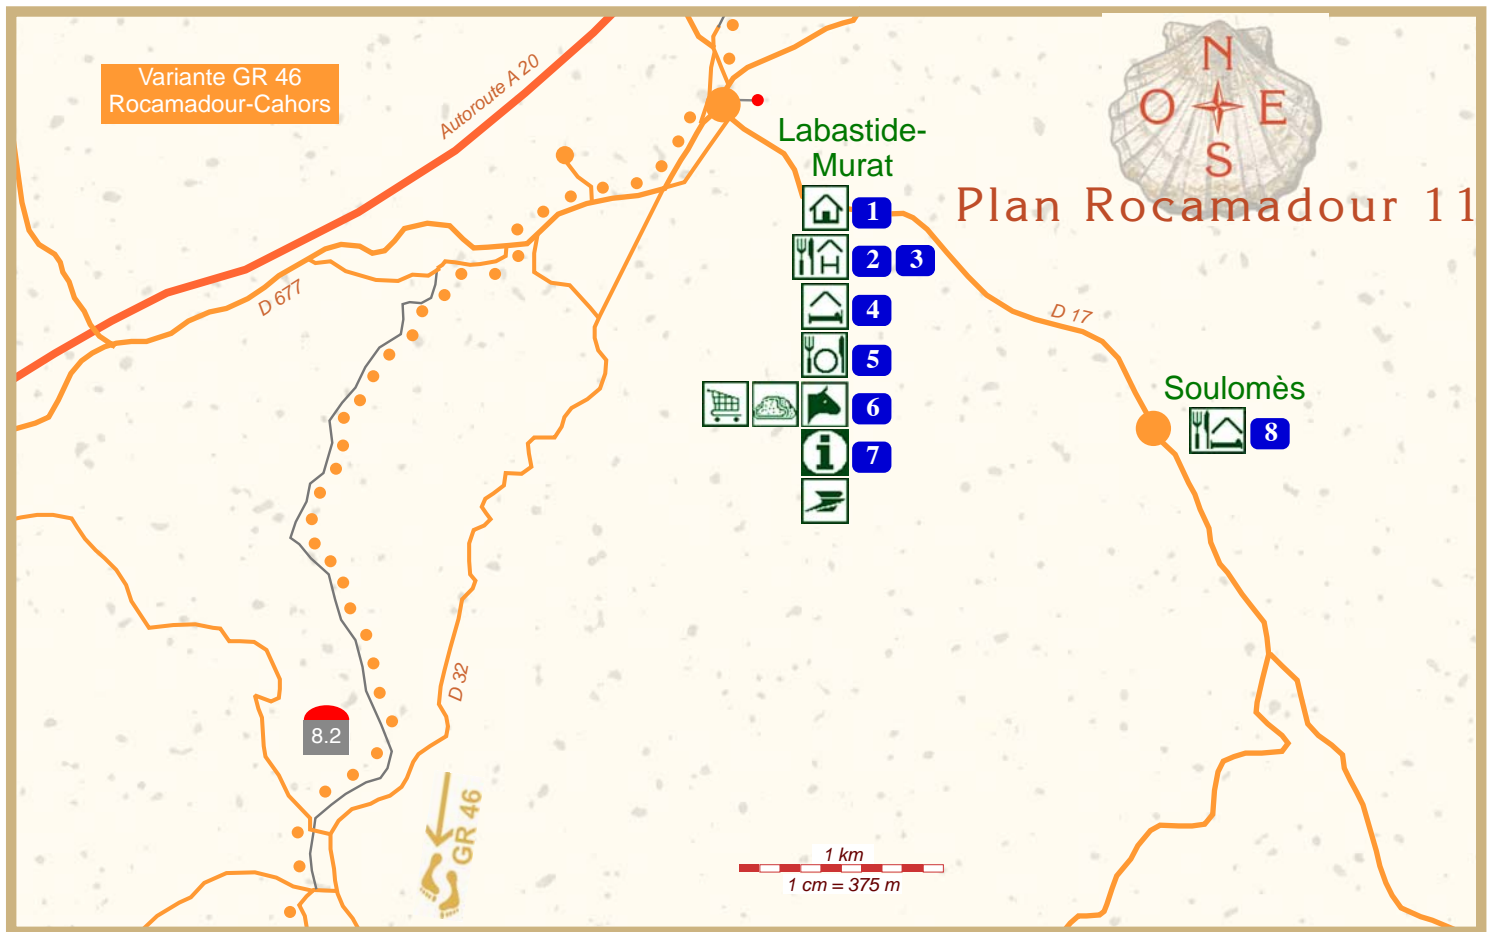 Variante GR 46
Rocamadour-Cahors
Autoroute A 20
N
O E
S
Plan Rocamadour 11
Labastide-
Murat
1
2 3
4
5
6
7
D 677
D 17
Soulomès
8
D 32
8.2
GR 46
1 km
1 cm = 375 m